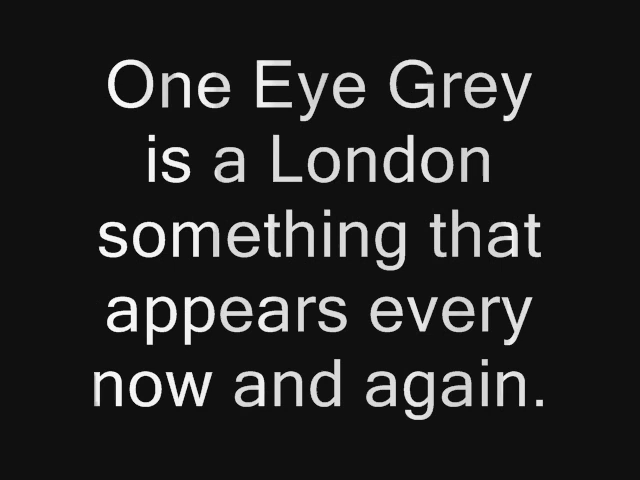 One Eye Grey
is a London
something that
appears every
now and again.